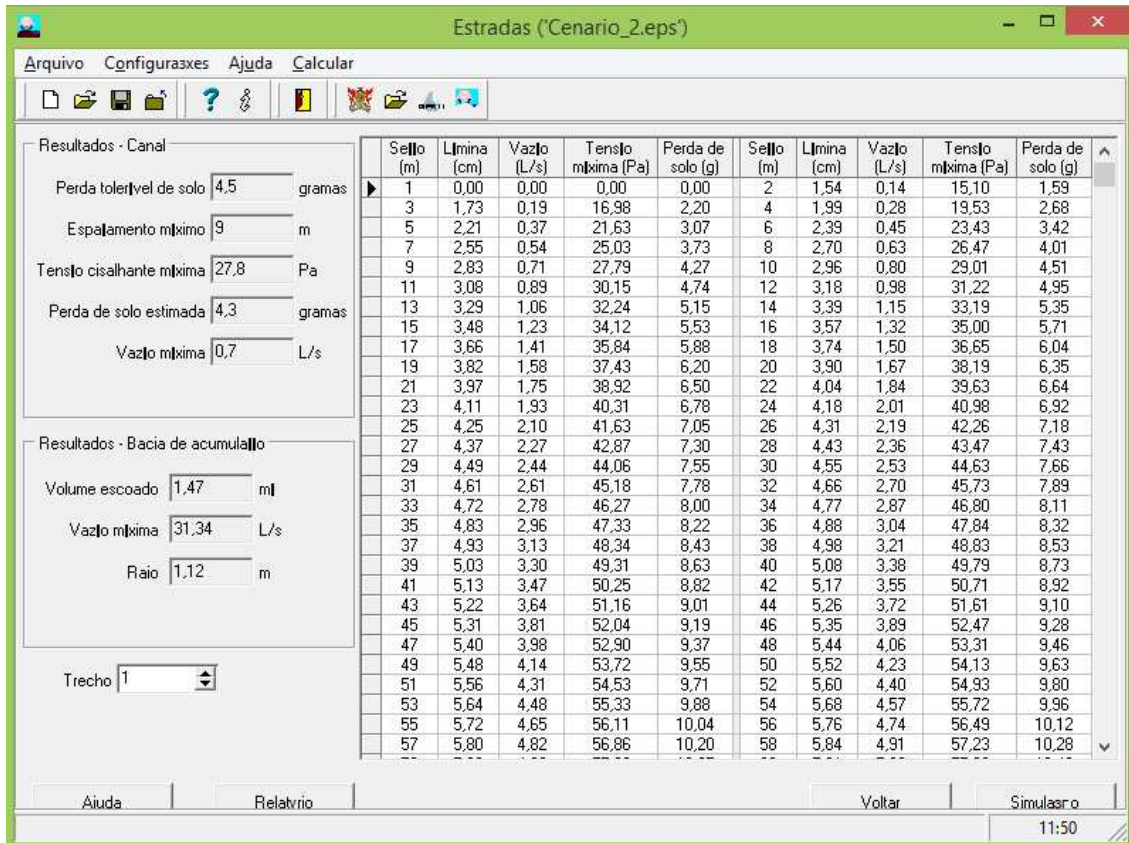 Estradas ('Cenario_2.eps')
Arquivo Configurasxes Ajuda Calcular
Resultados - Canal
Perda toler|vel de solo 4,5 gramas
Espa|amento m|ximo 9 m
Tens|o cisalhante m|xima 27,8 Pa
Perda de solo estimada 4,3 gramas
Vaz|o m|xima 0,7 L/s
Resultados - Bacia de acumula||o
Volume escoado 1,47 m|
Vaz|o m|xima 31,34 L/s
Raio 1,12 m
Trecho 1
Se||o (m) L|mina (cm) Vaz|o (L/s) Tens|o m|xima (Pa) Perda de solo (g) Se||o (m) L|mina (cm) Vaz|o (L/s) Tens|o m|xima (Pa) Perda de solo (g)
1 0,00 0,00 0,00 0,00 2 1,54 0,14 15,10 1,59
3 1,73 0,19 16,98 2,20 4 1,99 0,28 19,53 2,68
5 2,21 0,37 21,63 3,07 6 2,39 0,45 23,43 3,42
7 2,55 0,54 25,03 3,73 8 2,70 0,63 26,47 4,01
9 2,83 0,71 27,79 4,27 10 2,96 0,80 29,01 4,51
11 3,08 0,89 30,15 4,74 12 3,18 0,98 31,22 4,95
13 3,29 1,06 32,24 5,15 14 3,39 1,15 33,19 5,35
15 3,48 1,23 34,12 5,53 16 3,57 1,32 35,00 5,71
17 3,66 1,41 35,84 5,88 18 3,74 1,50 36,65 6,04
19 3,82 1,58 37,43 6,20 20 3,90 1,67 38,19 6,35
21 3,97 1,75 38,92 6,50 22 4,04 1,84 39,63 6,64
23 4,11 1,93 40,31 6,78 24 4,18 2,01 40,98 6,92
25 4,25 2,10 41,63 7,05 26 4,31 2,19 42,26 7,18
27 4,37 2,27 42,87 7,30 28 4,43 2,36 43,47 7,43
29 4,49 2,44 44,06 7,55 30 4,55 2,53 44,63 7,66
31 4,61 2,61 45,18 7,78 32 4,66 2,70 45,73 7,89
33 4,72 2,78 46,27 8,00 34 4,77 2,87 46,80 8,11
35 4,83 2,96 47,33 8,22 36 4,88 3,04 47,84 8,32
37 4,93 3,13 48,34 8,43 38 4,98 3,21 48,83 8,53
39 5,03 3,30 49,31 8,63 40 5,08 3,38 49,79 8,73
41 5,13 3,47 50,25 8,82 42 5,17 3,55 50,71 8,92
43 5,22 3,64 51,16 9,01 44 5,26 3,72 51,61 9,10
45 5,31 3,81 52,04 9,19 46 5,35 3,89 52,47 9,28
47 5,40 3,98 52,90 9,37 48 5,44 4,06 53,31 9,46
49 5,48 4,14 53,72 9,55 50 5,52 4,23 54,13 9,63
51 5,56 4,31 54,53 9,71 52 5,60 4,40 54,93 9,80
53 5,64 4,48 55,33 9,88 54 5,68 4,57 55,72 9,96
55 5,72 4,65 56,11 10,04 56 5,76 4,74 56,49 10,12
57 5,80 4,82 56,86 10,20 58 5,84 4,91 57,23 10,28
Ajuda Relatvrio Voltar Simulasro
11:50